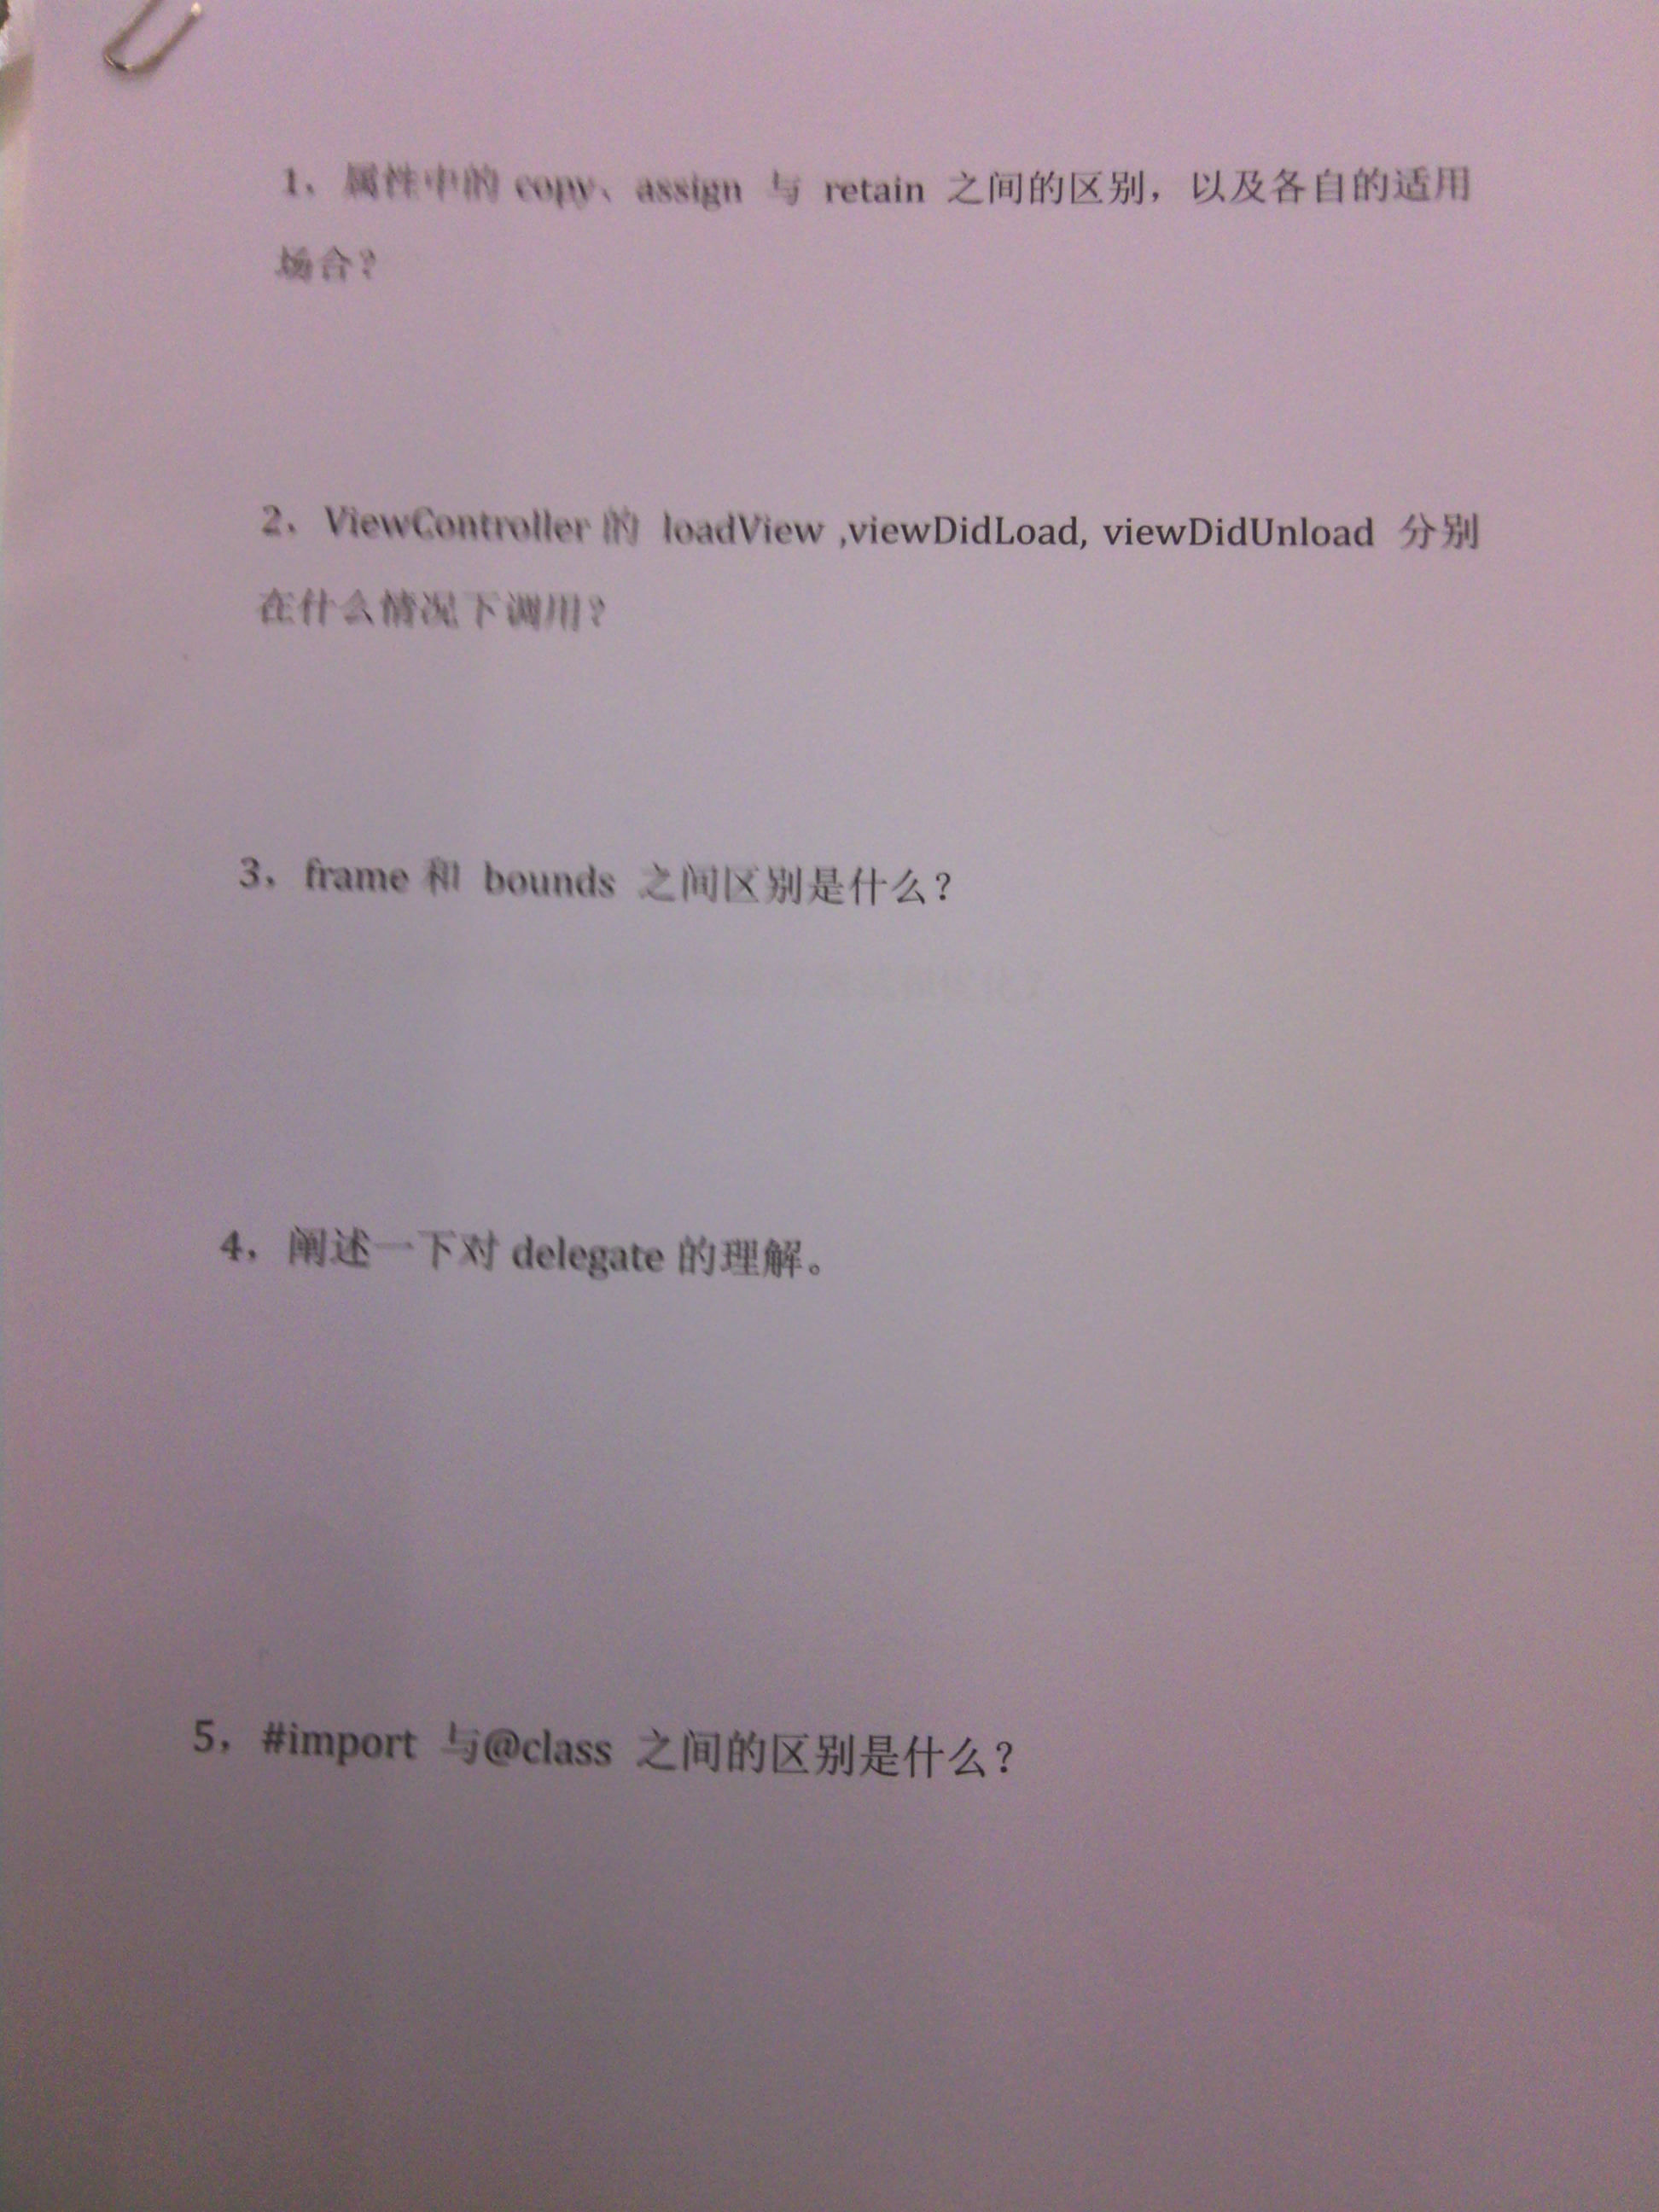 1. 属性中的 copy、assign 与 retain 之间的区别，以及各自的适用
场合？
2. ViewController 的 loadView ,viewDidLoad, viewDidUnload 分别
在什么情况下调用？
3. frame 和 bounds 之间区别是什么？
4. 阐述一下对 delegate 的理解。
5. #import 与@class 之间的区别是什么？